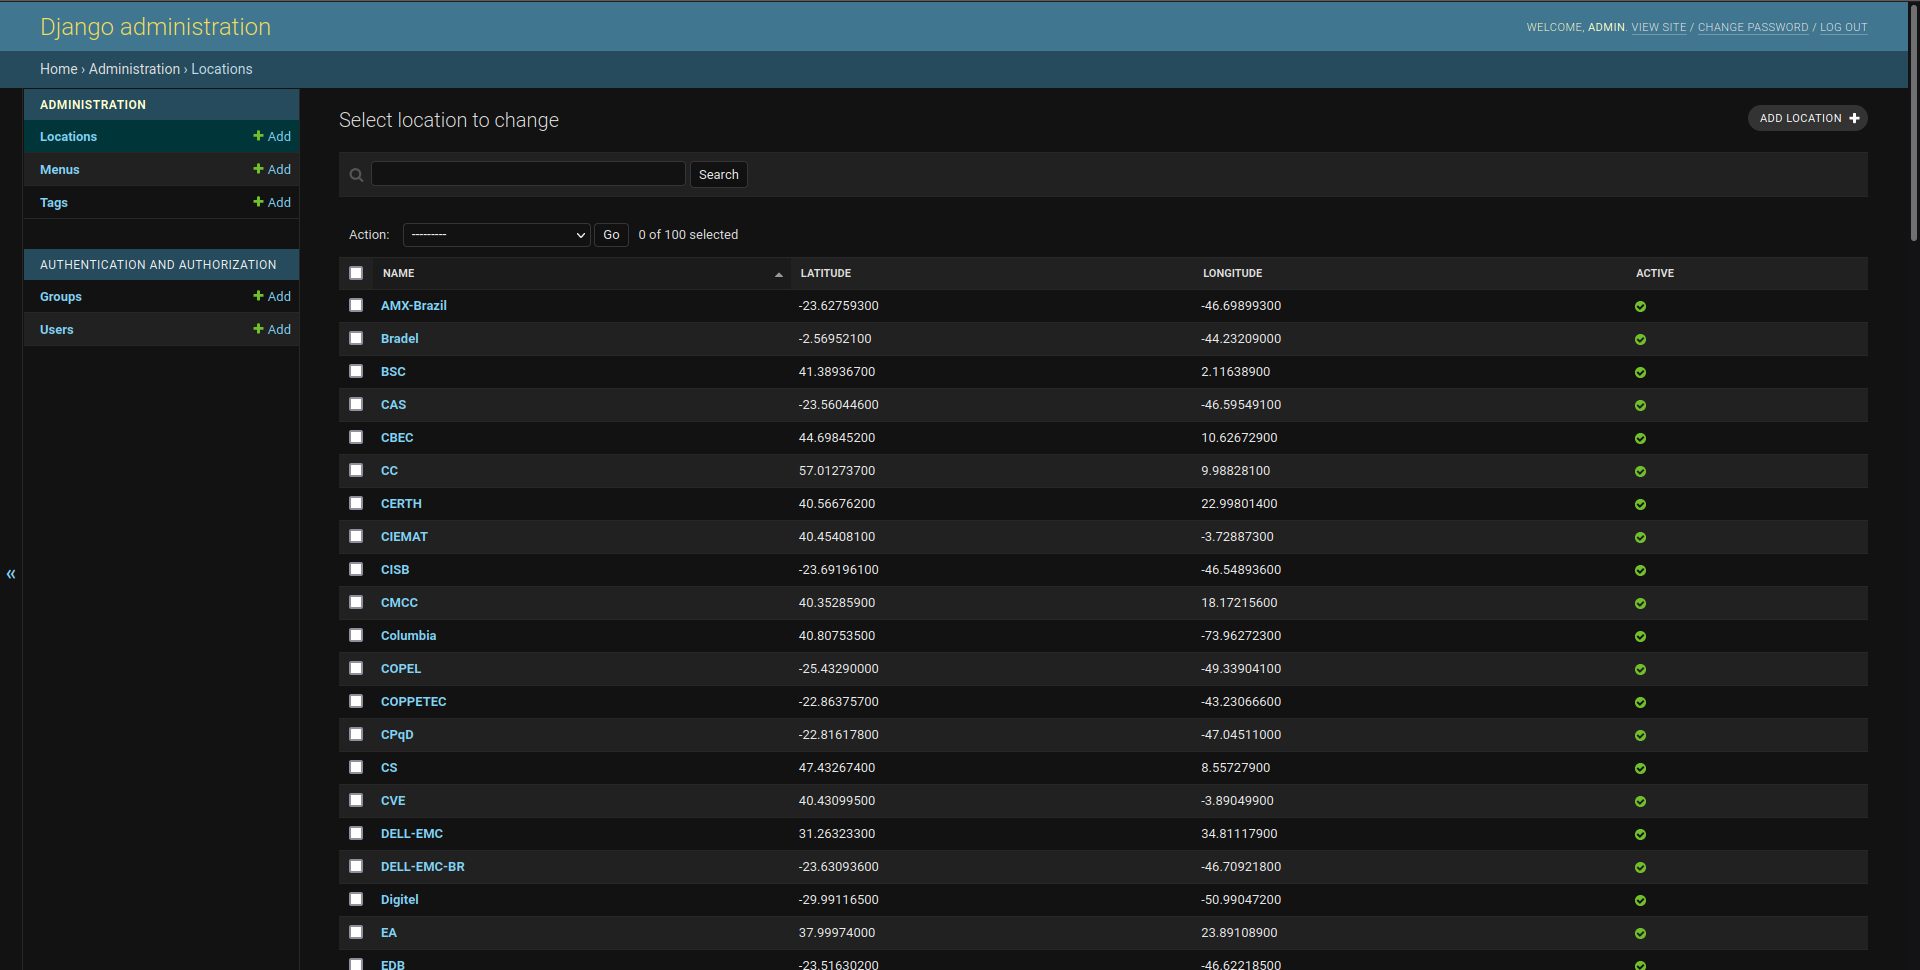 Django administration
WELCOME, ADMIN. VIEW SITE / CHANGE PASSWORD / LOG OUT
Home › Administration › Locations
ADMINISTRATION
Locations + Add
Menus + Add
Tags + Add
AUTHENTICATION AND AUTHORIZATION
Groups + Add
Users + Add
«
Select location to change
ADD LOCATION +
Search
Action: --------- Go 0 of 100 selected
NAME LATITUDE LONGITUDE ACTIVE
AMX-Brazil -23.62759300 -46.69899300
Bradel -2.56952100 -44.23209000
BSC 41.38936700 2.11638900
CAS -23.56044600 -46.59549100
CBEC 44.69845200 10.62672900
CC 57.01273700 9.98828100
CERTH 40.56676200 22.99801400
CIEMAT 40.45408100 -3.72887300
CISB -23.69196100 -46.54893600
CMCC 40.35285900 18.17215600
Columbia 40.80753500 -73.96272300
COPEL -25.43290000 -49.33904100
COPPETEC -22.86375700 -43.23066600
CPqD -22.81617800 -47.04511000
CS 47.43267400 8.55727900
CVE 40.43099500 -3.89049900
DELL-EMC 31.26323300 34.81117900
DELL-EMC-BR -23.63093600 -46.70921800
Digitel -29.99116500 -50.99047200
EA 37.99974000 23.89108900
EDB -23.51630200 -46.62218500